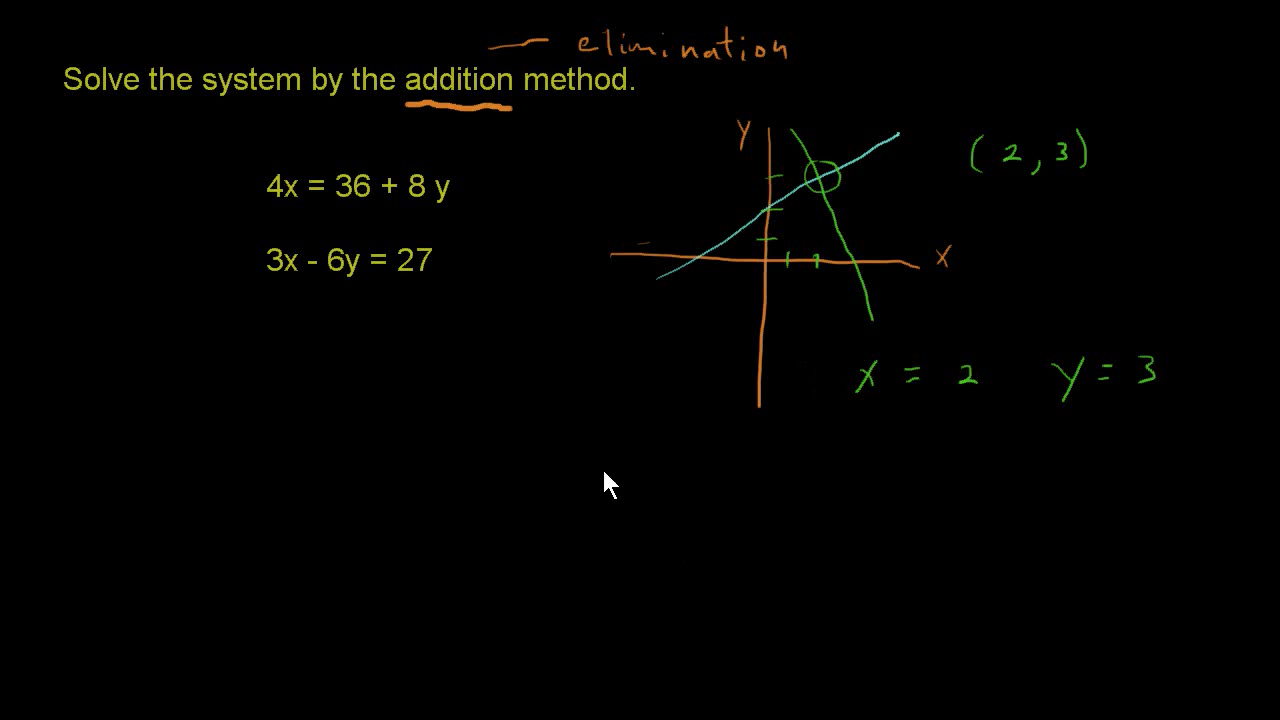 — elimination
Solve the system by the addition method.
4x = 36 + 8 y
3x - 6y = 27
y
(2,3)
x
x = 2 y = 3